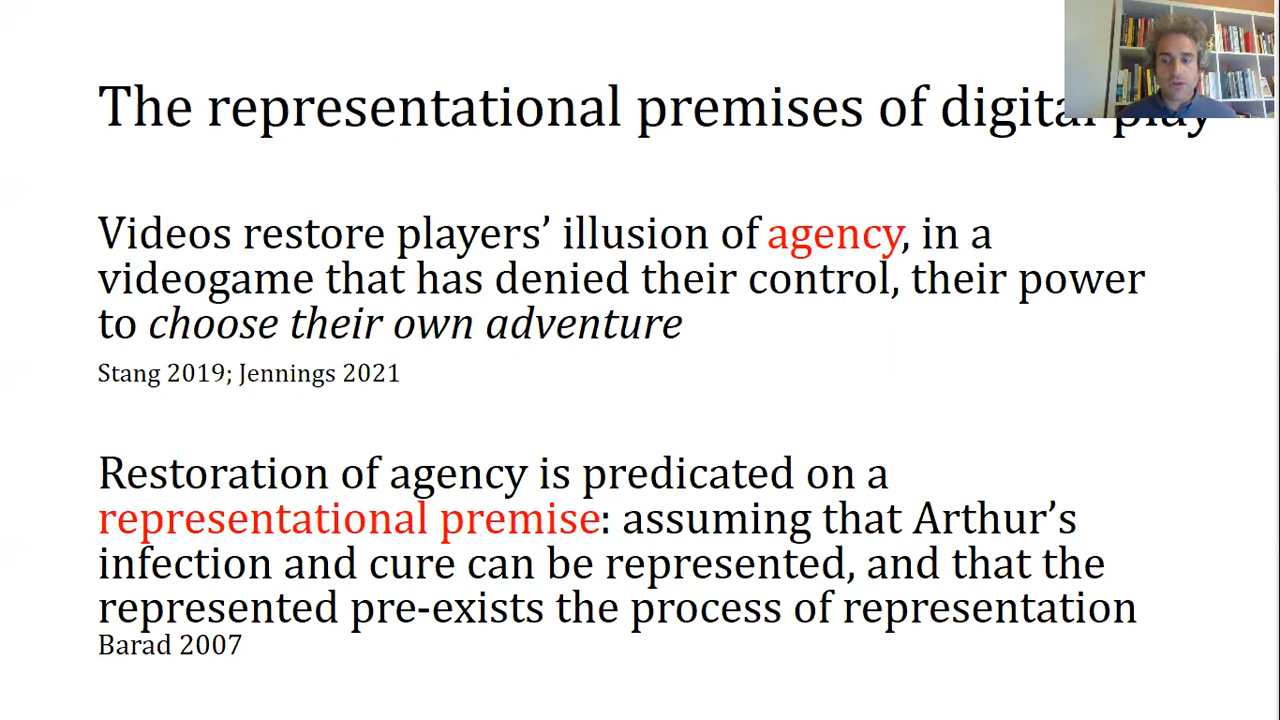 The representational premises of digital play
Videos restore players’ illusion of agency, in a
videogame that has denied their control, their power
to choose their own adventure
Stang 2019; Jennings 2021
Restoration of agency is predicated on a
representational premise: assuming that Arthur’s
infection and cure can be represented, and that the
represented pre-exists the process of representation
Barad 2007